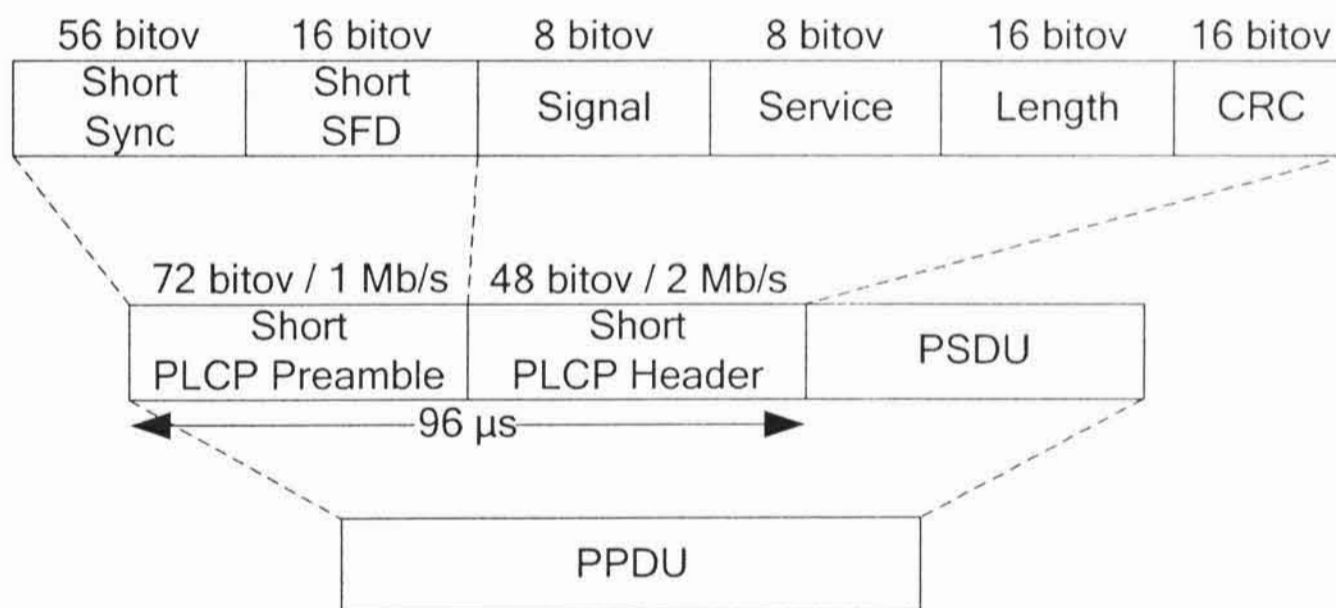 56 bitov 16 bitov 8 bitov 8 bitov 16 bitov 16 bitov
Short Sync
Short SFD
Signal
Service
Length
CRC
72 bitov / 1 Mb/s 48 bitov / 2 Mb/s
Short PLCP Preamble
Short PLCP Header
PSDU
96 μs
PPDU